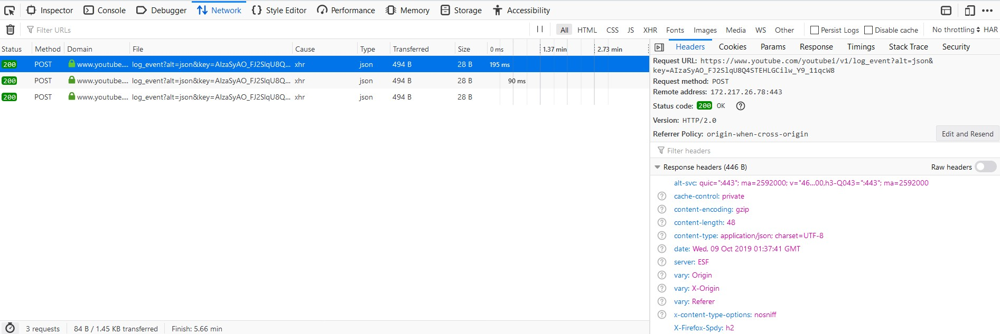 Inspector Console Debugger Network Style Editor Performance Memory Storage Accessibility
Filter URLs All HTML CSS JS XHR Fonts Images Media WS Other Persist Logs Disable cache No throttling HAR
Status Method Domain File Cause Type Transferred Size 0 ms 1.37 min 2.73 min
200 POST www.youtube.... log_event?alt=json&key=AIzaSyAO_FJ2SlqU8Q... xhr json 494 B 28 B 195 ms
200 POST www.youtube.... log_event?alt=json&key=AIzaSyAO_FJ2SlqU8Q... xhr json 494 B 28 B 90 ms
200 POST www.youtube.... log_event?alt=json&key=AIzaSyAO_FJ2SlqU8Q... xhr json 494 B 28 B
3 requests 84 B / 1.45 KB transferred Finish: 5.66 min
Headers Cookies Params Response Timings Stack Trace Security
Request URL: https://www.youtube.com/youtubei/v1/log_event?alt=json&
key=AIzaSyAO_FJ2SlqU8Q4STEHLGCilw_Y9_11qcW8
Request method: POST
Remote address: 172.217.26.78:443
Status code: 200 OK
Version: HTTP/2.0
Referrer Policy: origin-when-cross-origin Edit and Resend
Filter headers
Response headers (446 B) Raw headers
alt-svc: quic=":443"; ma=2592000; v="46...00,h3-Q043=":443"; ma=2592000
cache-control: private
content-encoding: gzip
content-length: 48
content-type: application/json; charset=UTF-8
date: Wed, 09 Oct 2019 01:37:41 GMT
server: ESF
vary: Origin
vary: X-Origin
vary: Referer
x-content-type-options: nosniff
X-Firefox-Spdy: h2